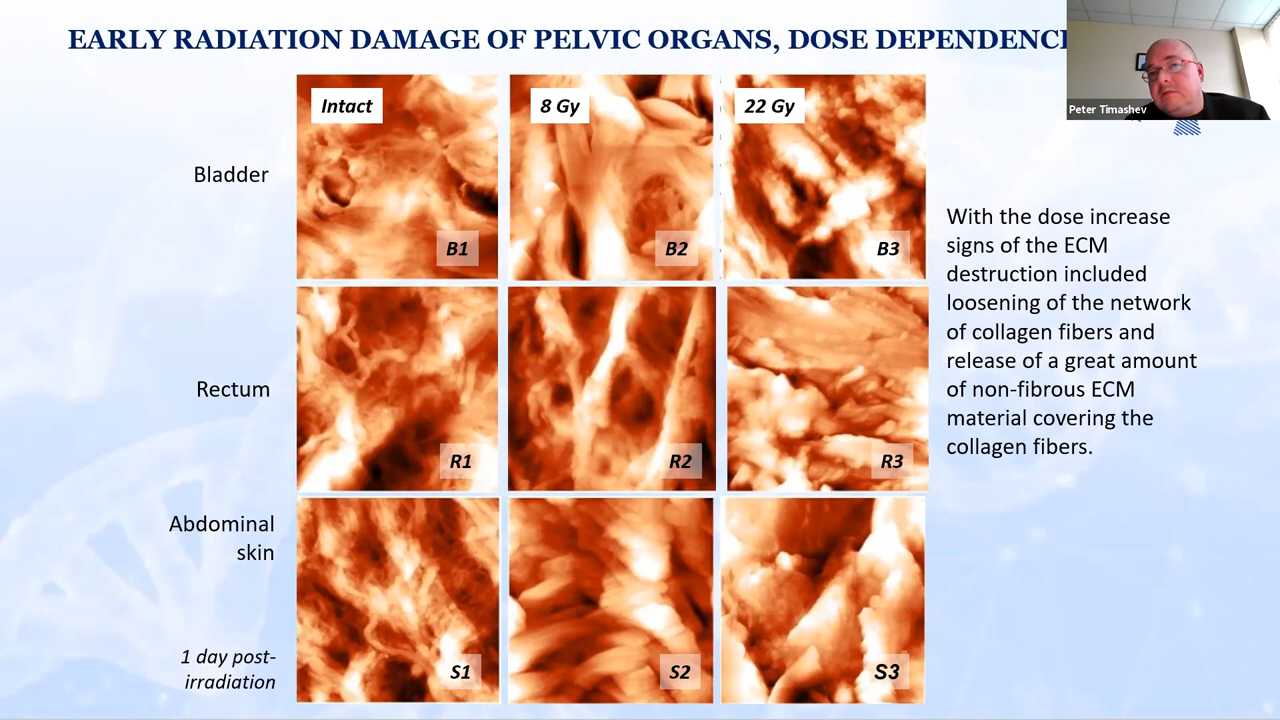 EARLY RADIATION DAMAGE OF PELVIC ORGANS, DOSE DEPENDENC
Peter Timashev
Intact
8 Gy
22 Gy
Bladder
B1
B2
B3
Rectum
R1
R2
R3
Abdominal
skin
S1
S2
S3
1 day post-
irradiation
With the dose increase
signs of the ECM
destruction included
loosening of the network
of collagen fibers and
release of a great amount
of non-fibrous ECM
material covering the
collagen fibers.